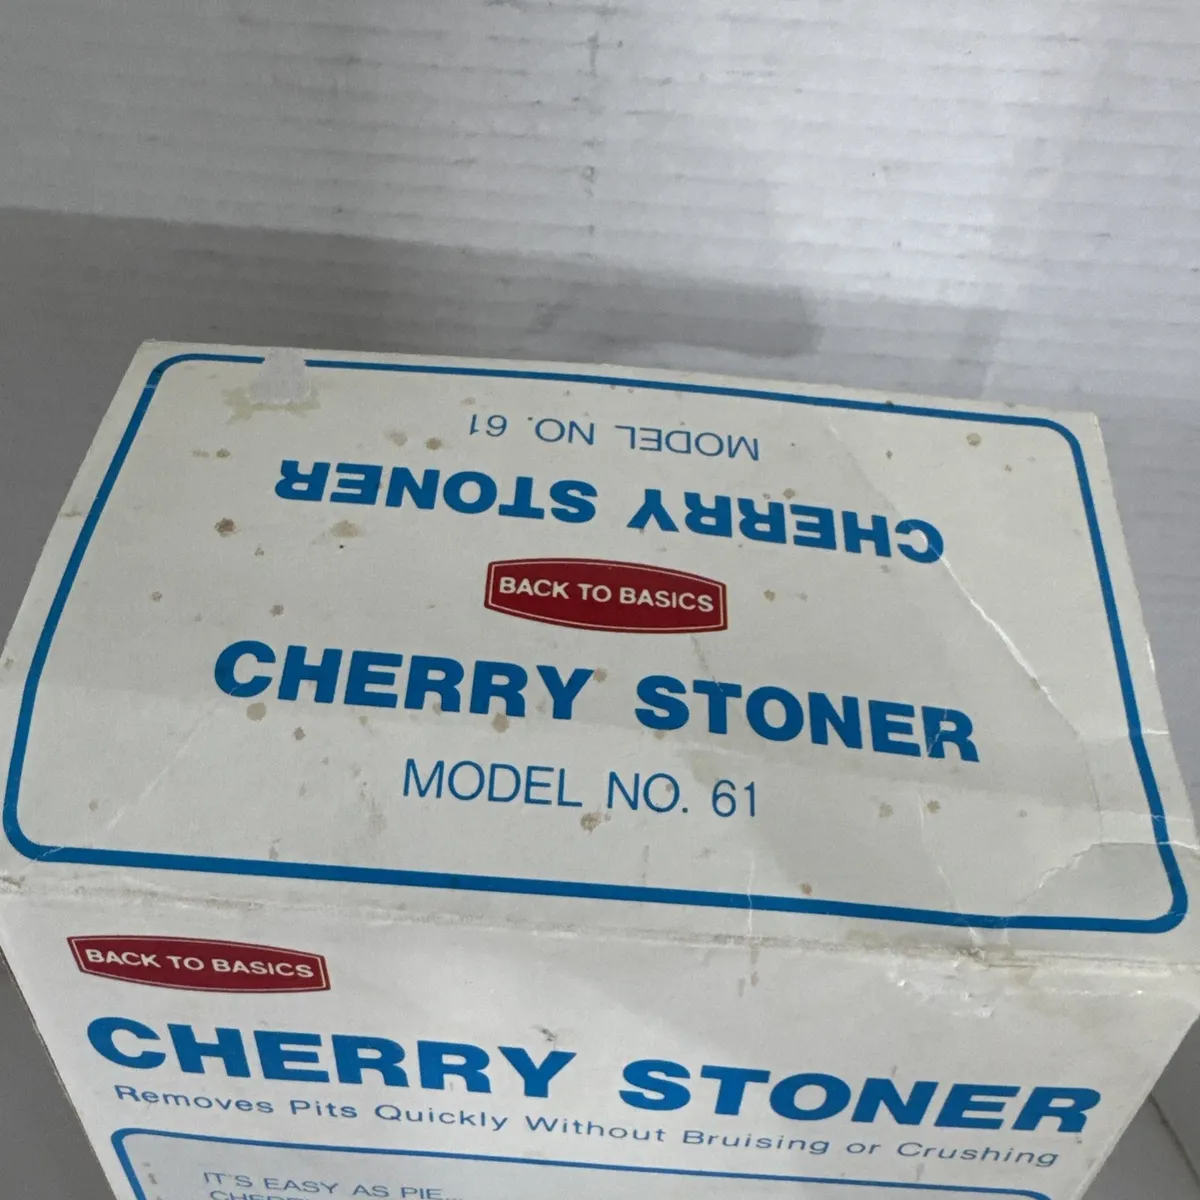 MODEL NO. 61
CHERRY STONER
BACK TO BASICS
CHERRY STONER
MODEL NO. 61
BACK TO BASICS
CHERRY STONER
Removes Pits Quickly Without Bruising or Crushing
IT'S EASY AS PIE...